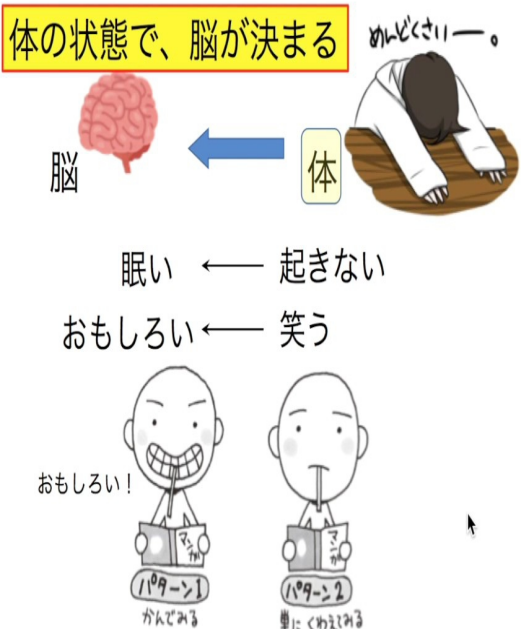 体の状態で、脳が決まる
めんどくさいー。
脳
体
眠い ← 起きない
おもしろい ← 笑う
おもしろい！
マンガ
マンガ
パターン1
パターン2
かんでみる
単にくわえてみる